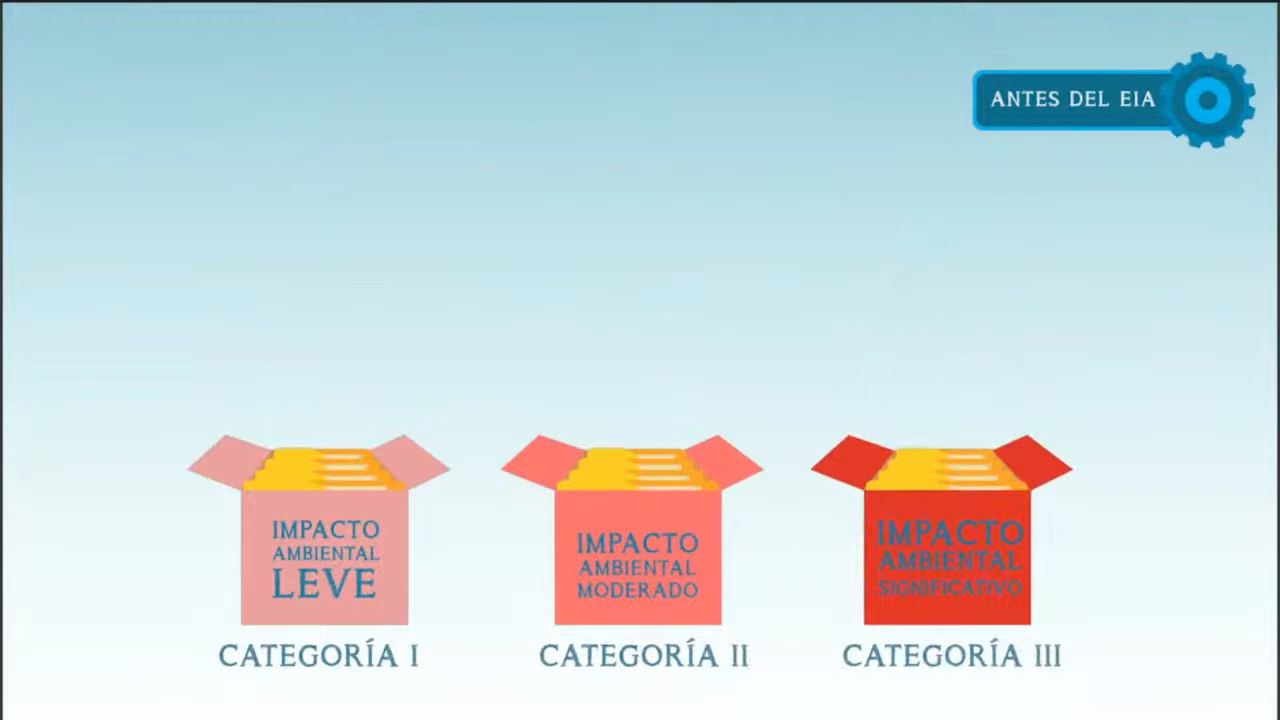 ANTES DEL EIA
IMPACTO
AMBIENTAL
LEVE
CATEGORÍA I
IMPACTO
AMBIENTAL
MODERADO
CATEGORÍA II
IMPACTO
AMBIENTAL
SIGNIFICATIVO
CATEGORÍA III